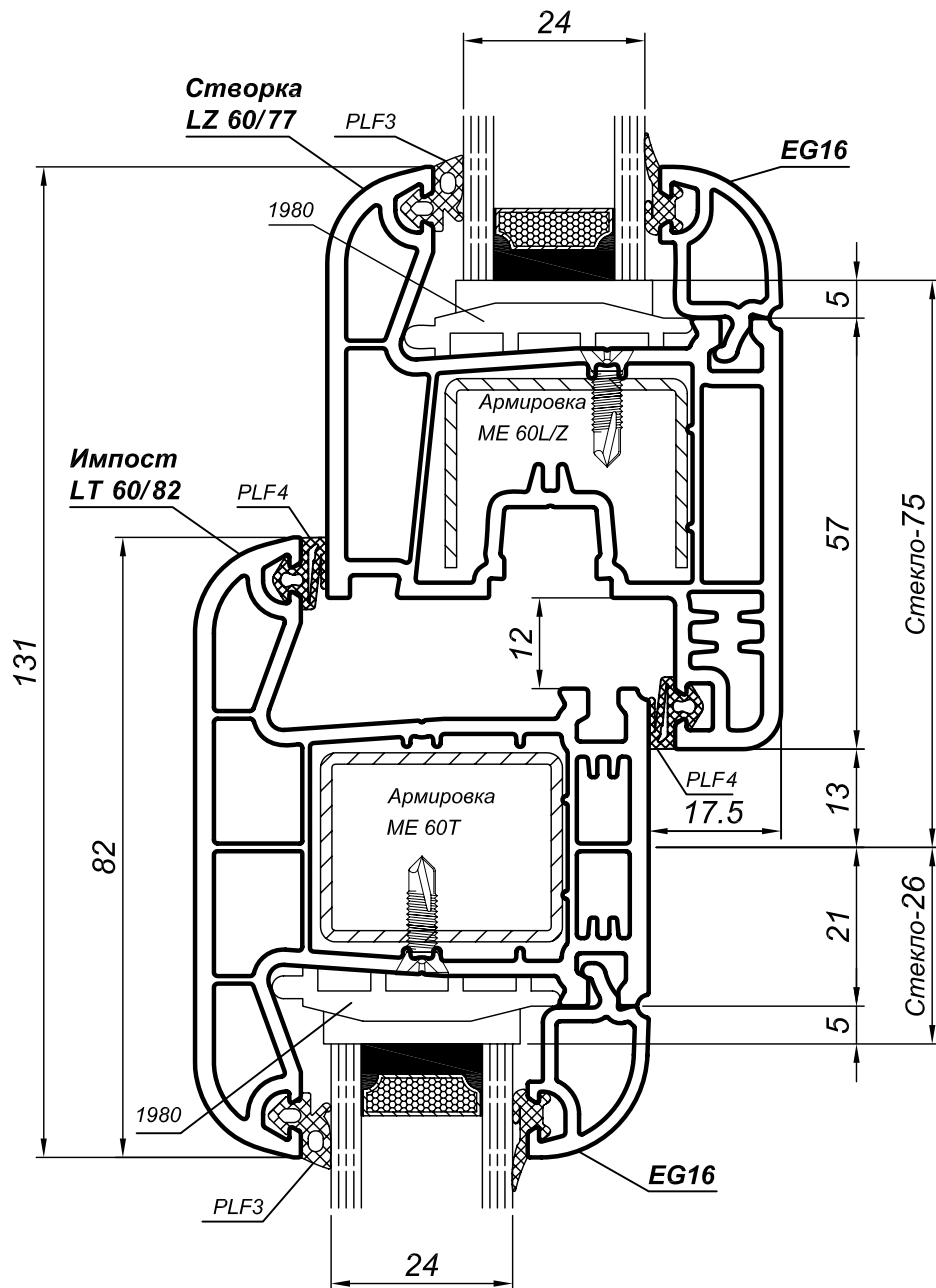 24
Створка
LZ 60/77
PLF3
EG16
1980
5
Армировка
ME 60L/Z
Импост
LT 60/82
PLF4
57
Стекло-75
131
12
PLF4
17.5
13
Армировка
ME 60T
82
21
Стекло-26
5
1980
EG16
PLF3
24